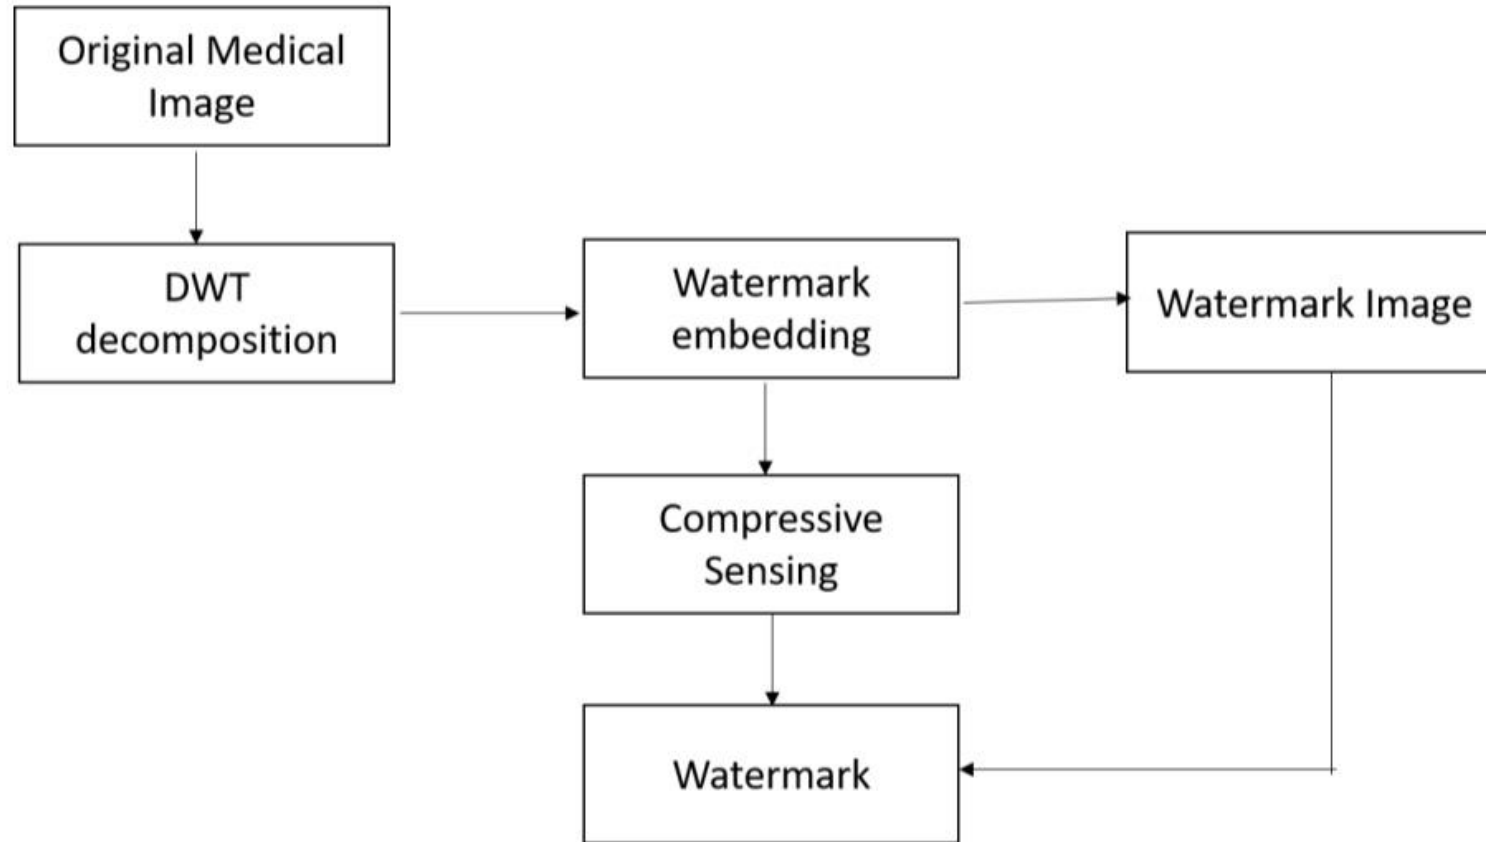 Original Medical
Image
DWT
decomposition
Watermark
embedding
Watermark Image
Compressive
Sensing
Watermark